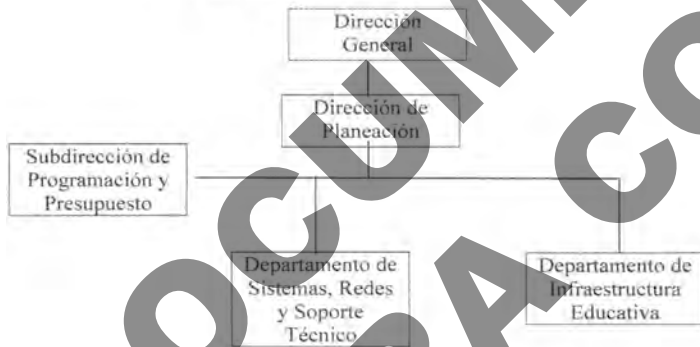 Dirección
General
Dirección de
Planeación
Subdirección de
Programación y
Presupuesto
Departamento de
Sistemas, Redes
y Soporte
Técnico
Departamento de
Infraestructura
Educativa